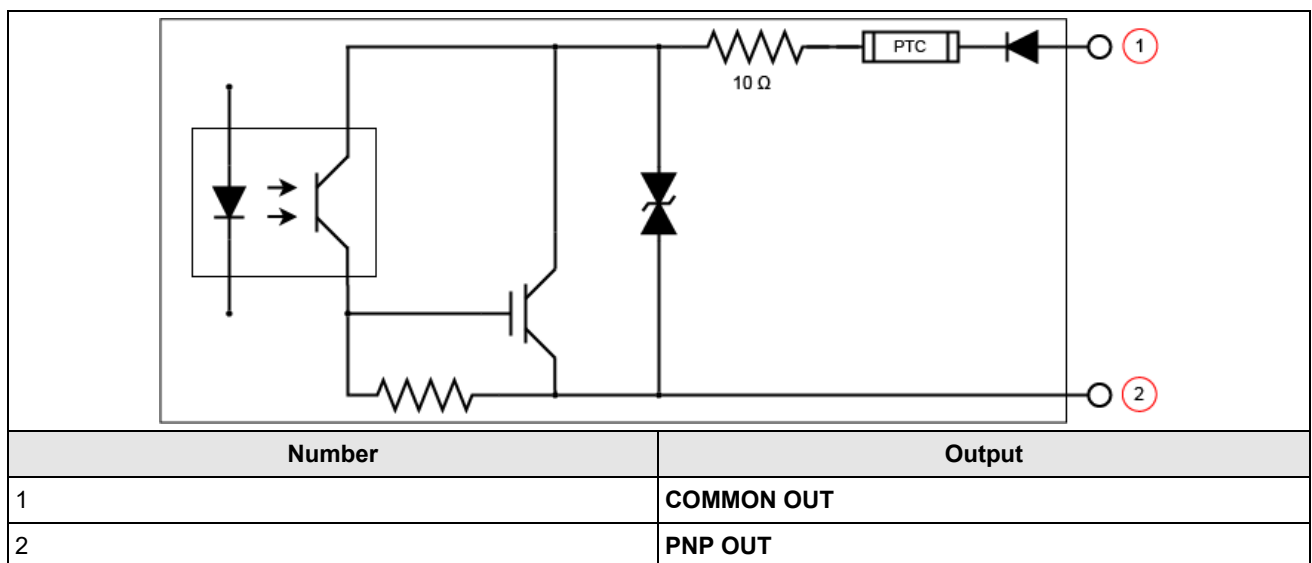 PTC
1
10 Ω
2
Number Output
1 COMMON OUT
2 PNP OUT